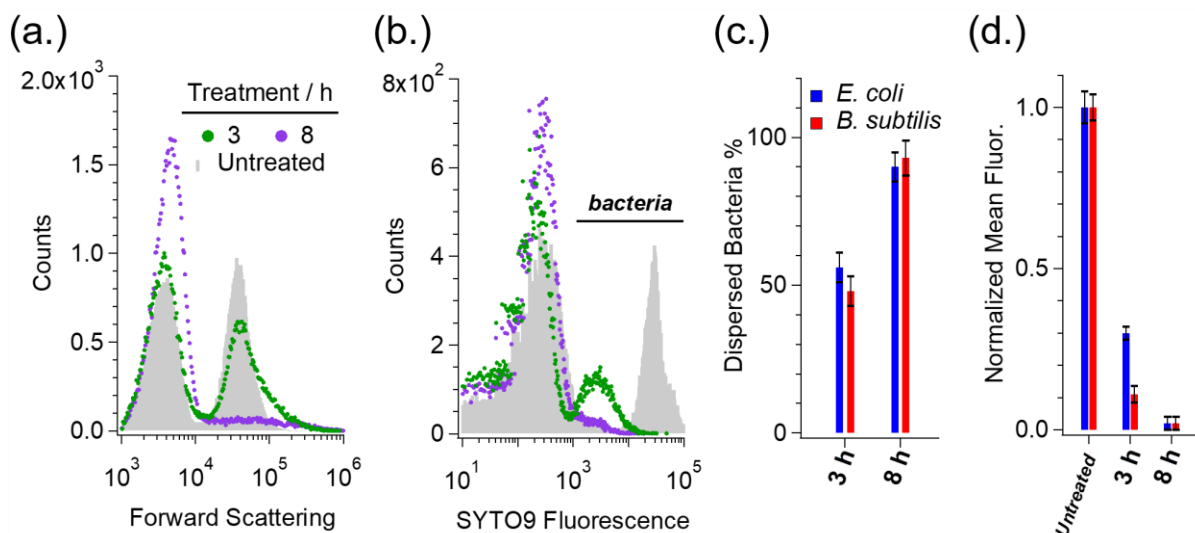 (a.)
2.0x10³
1.5
1.0
0.5
0.0
Counts
Treatment / h
3 8
Untreated
10³ 10⁴ 10⁵ 10⁶
Forward Scattering
(b.)
8x10²
6
4
2
0
Counts
bacteria
10¹ 10³ 10⁵
SYTO9 Fluorescence
(c.)
Dispersed Bacteria %
100
50
0
E. coli
B. subtilis
3 h 8 h
(d.)
Normalized Mean Fluor.
1.0
0.5
0.0
Untreated 3 h 8 h